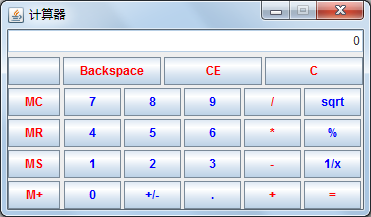 计算器
0
Backspace CE C
MC 7 8 9 / sqrt
MR 4 5 6 * %
MS 1 2 3 - 1/x
M+ 0 +/- . + =